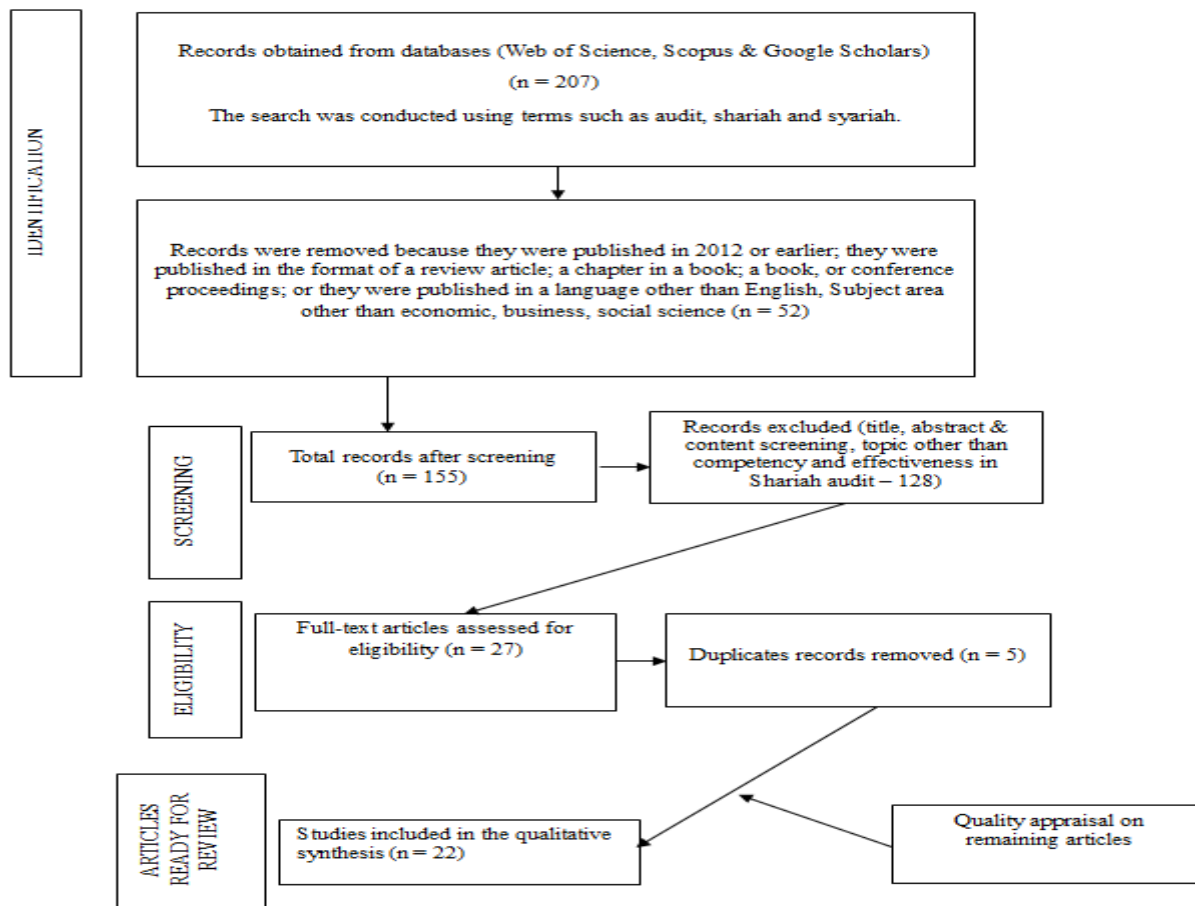 IDENTIFICATION
Records obtained from databases (Web of Science, Scopus & Google Scholars)
(n = 207)
The search was conducted using terms such as audit, shariah and syariah.
Records were removed because they were published in 2012 or earlier; they were
published in the format of a review article; a chapter in a book; a book, or conference
proceedings; or they were published in a language other than English, Subject area
other than economic, business, social science (n = 52)
SCREENING
Total records after screening
(n = 155)
Records excluded (title, abstract &
content screening, topic other than
competency and effectiveness in
Shariah audit – 128)
ELIGIBILITY
Full-text articles assessed for
eligibility (n = 27)
Duplicates records removed (n = 5)
ARTICLES
READY FOR
REVIEW
Studies included in the qualitative
synthesis (n = 22)
Quality appraisal on
remaining articles